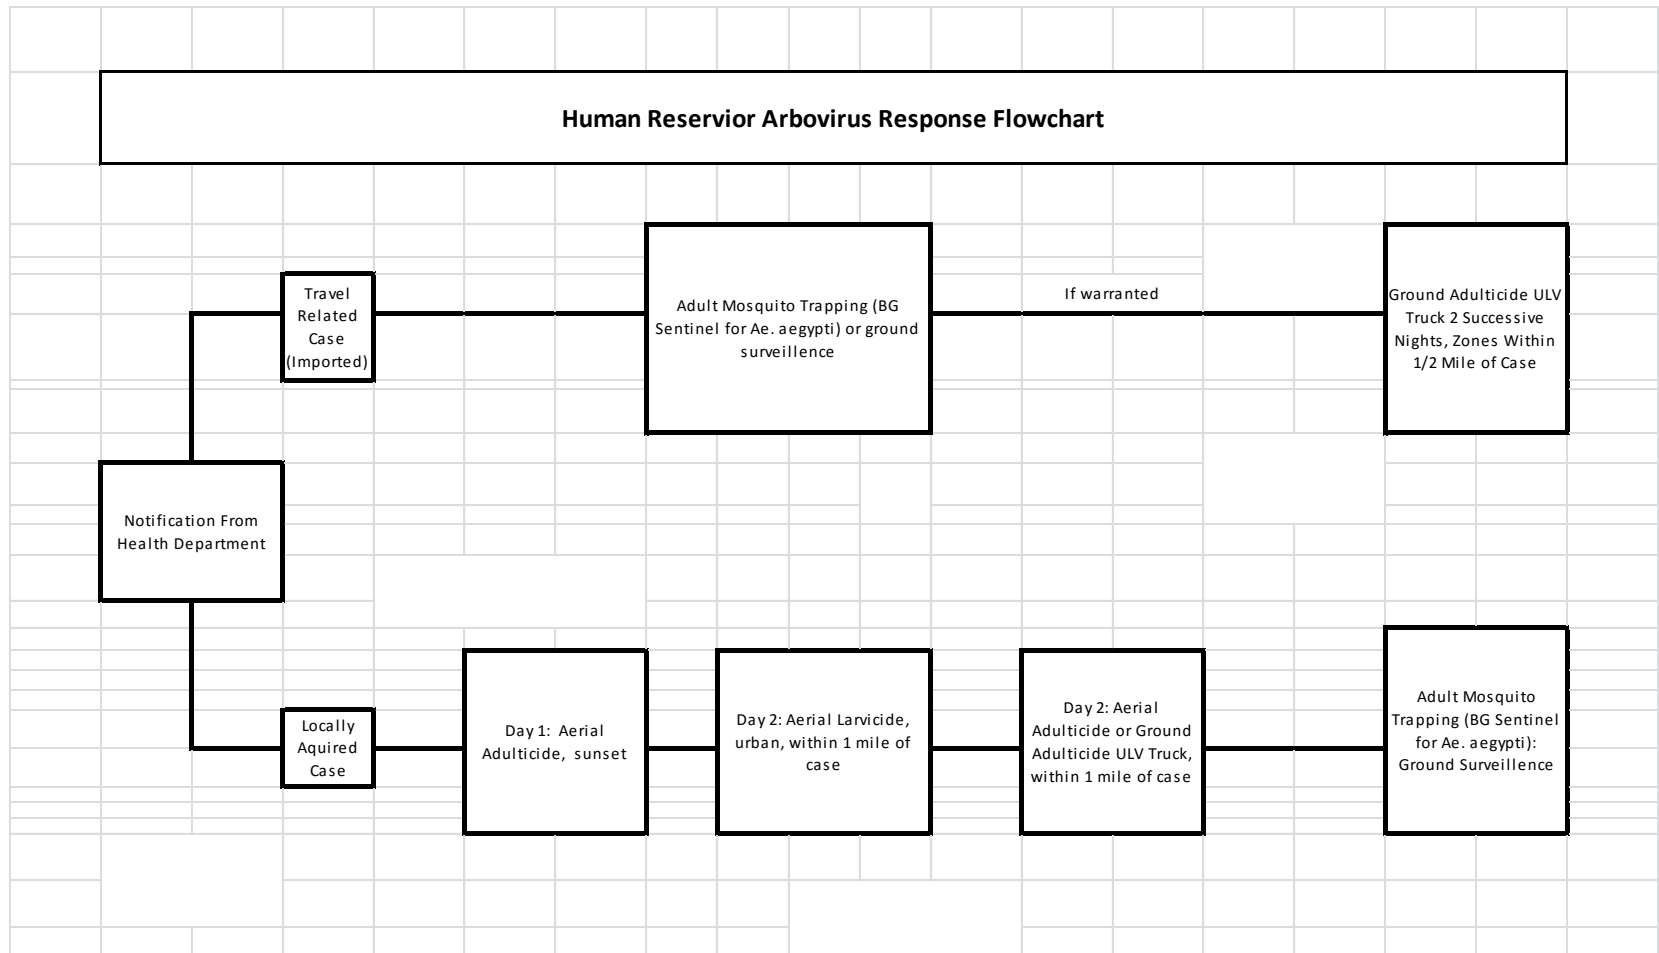 Human Reservior Arbovirus Response Flowchart
Travel
Related
Case
(Imported)
Adult Mosquito Trapping (BG
Sentinel for Ae. aegypti) or ground
surveillence
If warranted
Ground Adulticide ULV
Truck 2 Successive
Nights, Zones Within
1/2 Mile of Case
Notification From
Health Department
Locally
Aquired
Case
Day 1: Aerial
Adulticide, sunset
Day 2: Aerial Larvicide,
urban, within 1 mile of
case
Day 2: Aerial
Adulticide or Ground
Adulticide ULV Truck,
within 1 mile of case
Adult Mosquito
Trapping (BG Sentinel
for Ae. aegypti):
Ground Surveillence